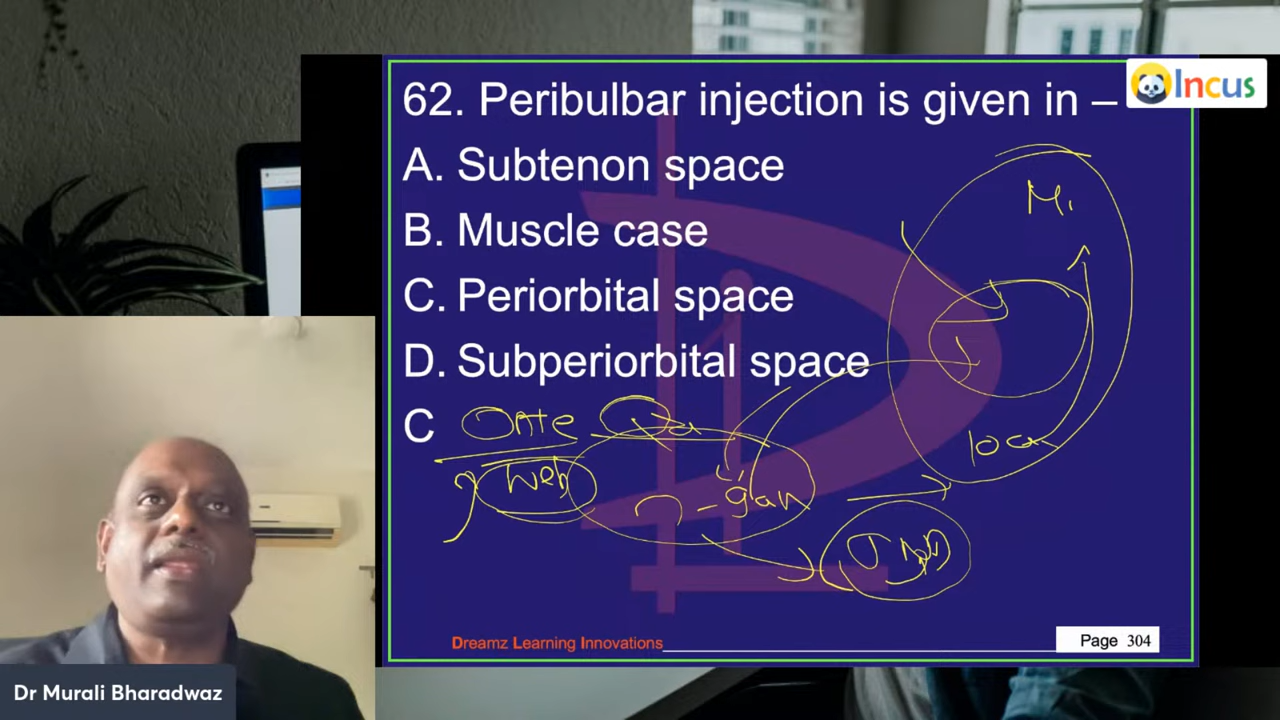 62. Peribulbar injection is given in –
Incus
A. Subtenon space
B. Muscle case
C. Periorbital space
D. Subperiorbital space
C
loca
Dreamz Learning Innovations
Page 304
Dr Murali Bharadwaz